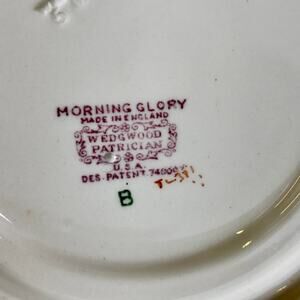 MORNING GLORY
MADE IN ENGLAND
WEDGWOOD
PATRICIAN
U.S.A.
DES. PATENT
B